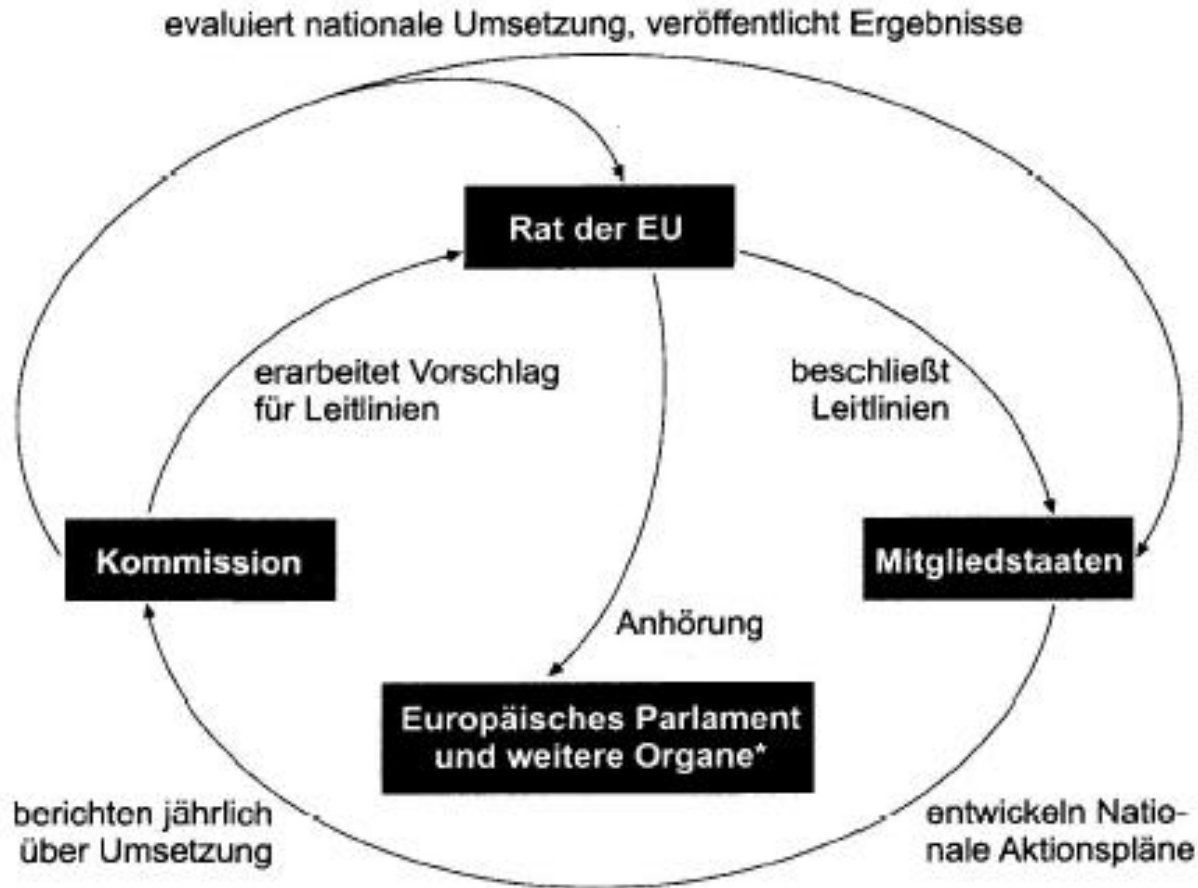 evaluiert nationale Umsetzung, veröffentlicht Ergebnisse
Rat der EU
erarbeitet Vorschlag
für Leitlinien
beschließt
Leitlinien
Kommission
Mitgliedstaaten
Anhörung
Europäisches Parlament
und weitere Organe*
berichten jährlich
über Umsetzung
entwickeln Natio-
nale Aktionspläne